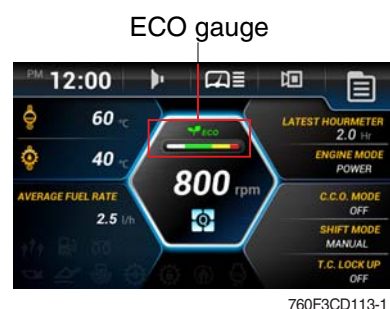 ECO gauge
PM 12:00
60 °C
ECO
LATEST HOURMETER
2.0 Hr
40 °C
ENGINE MODE
POWER
800 rpm
AVERAGE FUEL RATE
2.5 l/h
C.C.O. MODE
OFF
Q
SHIFT MODE
MANUAL
T.C. LOCK UP
OFF
760F3CD113-1